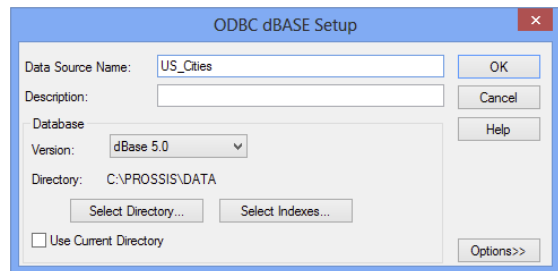 ODBC dBASE Setup
Data Source Name: US_Cities
OK
Description:
Cancel
Database
Help
Version: dBase 5.0
Directory: C:\PROSSIS\DATA
Select Directory... Select Indexes...
Use Current Directory
Options>>